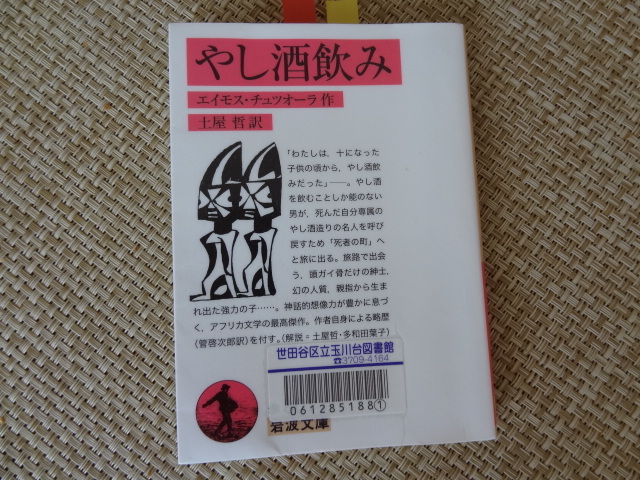 やし酒飲み
エイモス・チュツオーラ 作
土屋 哲 訳
「わたしは，十になった
子供の頃から，やし酒飲
みだった」――。やし酒
を飲むことしか能のない
男が，死んだ自分専属の
やし酒造りの名人を呼び
戻すため「死者の町」へ
と旅に出る。旅路で出会
う，頭ガイ骨だけの紳士，
幻の人質，親指から生ま
れ出た強力の子……。神話的想像力が豊かに息づ
く，アフリカ文学の最高傑作。作者自身による略歴
（管啓次郎訳）を付す。（解説＝土屋哲・多和田葉子）
世田谷区立玉川台図書館
☎3709-4164
061285188①
岩波文庫